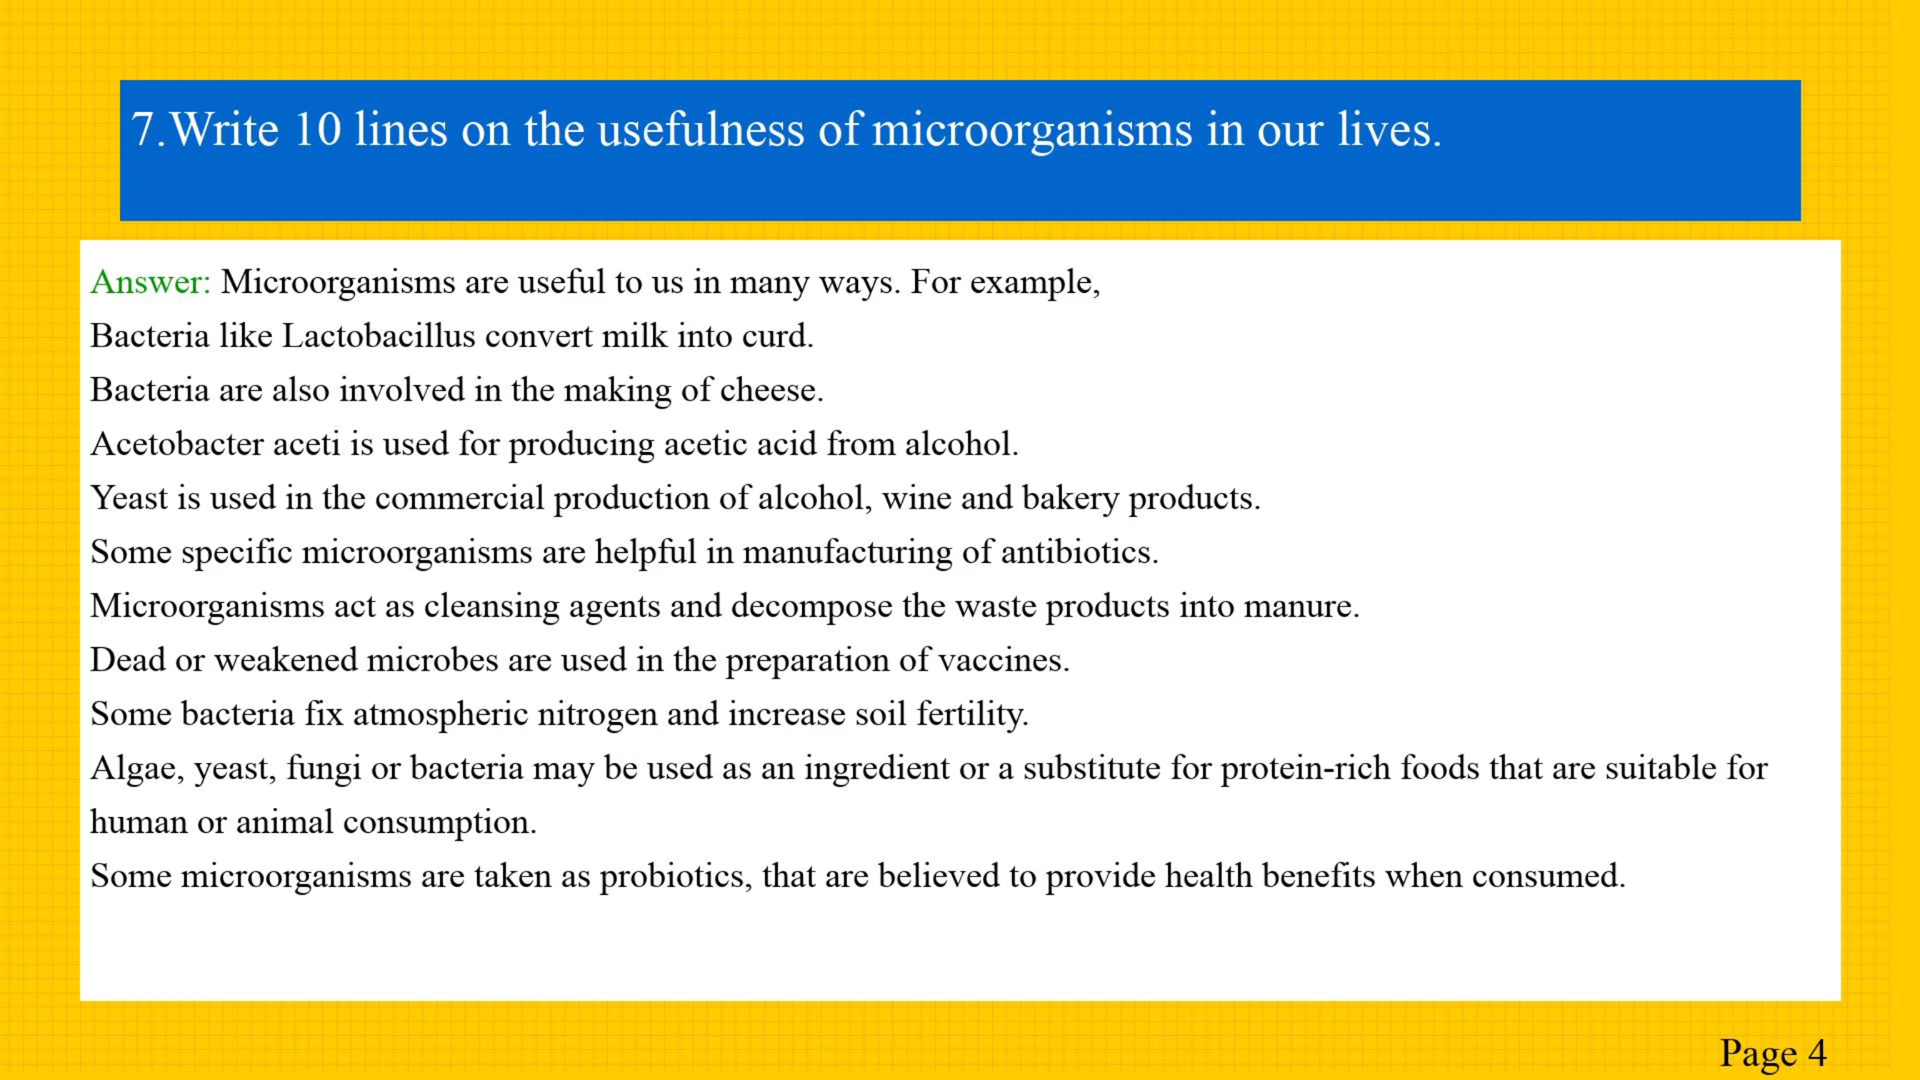 7.Write 10 lines on the usefulness of microorganisms in our lives.
Answer: Microorganisms are useful to us in many ways. For example,
Bacteria like Lactobacillus convert milk into curd.
Bacteria are also involved in the making of cheese.
Acetobacter aceti is used for producing acetic acid from alcohol.
Yeast is used in the commercial production of alcohol, wine and bakery products.
Some specific microorganisms are helpful in manufacturing of antibiotics.
Microorganisms act as cleansing agents and decompose the waste products into manure.
Dead or weakened microbes are used in the preparation of vaccines.
Some bacteria fix atmospheric nitrogen and increase soil fertility.
Algae, yeast, fungi or bacteria may be used as an ingredient or a substitute for protein-rich foods that are suitable for
human or animal consumption.
Some microorganisms are taken as probiotics, that are believed to provide health benefits when consumed.
Page 4